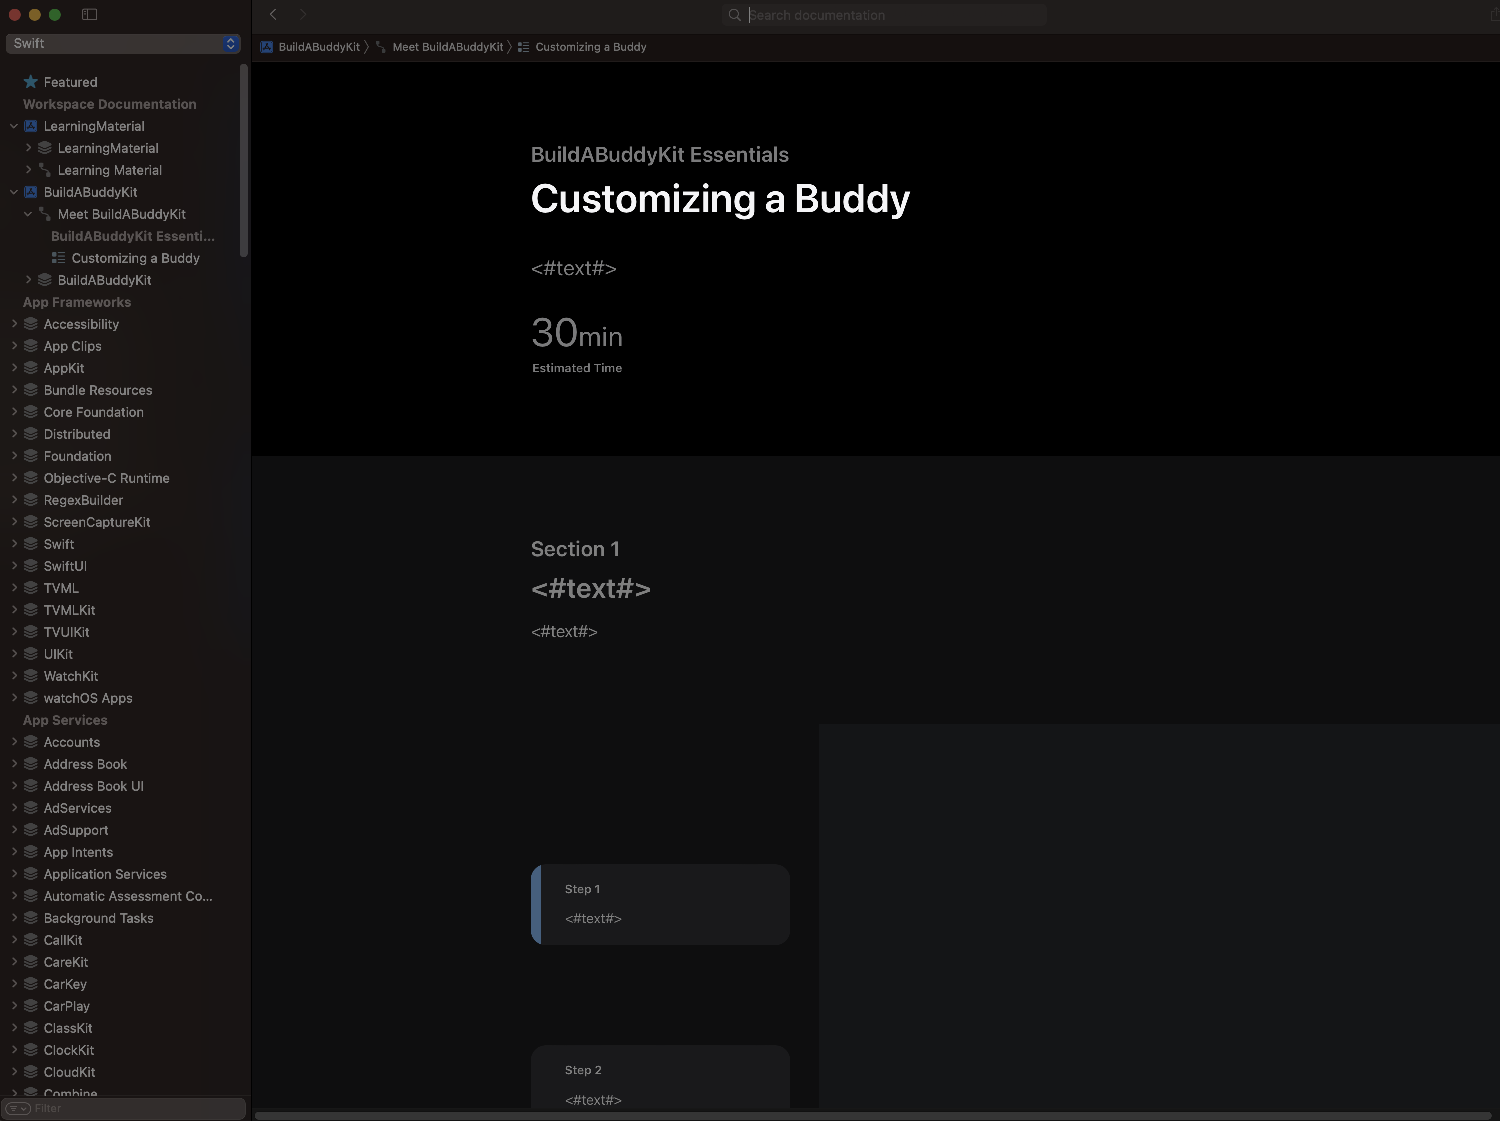 Swift
Featured
Workspace Documentation
LearningMaterial
LearningMaterial
Learning Material
BuildABuddyKit
Meet BuildABuddyKit
BuildABuddyKit Essenti...
Customizing a Buddy
BuildABuddyKit
App Frameworks
Accessibility
App Clips
AppKit
Bundle Resources
Core Foundation
Distributed
Foundation
Objective-C Runtime
RegexBuilder
ScreenCaptureKit
Swift
SwiftUI
TVML
TVMLKit
TVUIKit
UIKit
WatchKit
watchOS Apps
App Services
Accounts
Address Book
Address Book UI
AdServices
AdSupport
App Intents
Application Services
Automatic Assessment Co...
Background Tasks
CallKit
CareKit
CarKey
CarPlay
ClassKit
ClockKit
CloudKit
Combine
Filter
Search documentation
BuildABuddyKit 〉 Meet BuildABuddyKit 〉 Customizing a Buddy
BuildABuddyKit Essentials
Customizing a Buddy
<#text#>
30min
Estimated Time
Section 1
<#text#>
<#text#>
Step 1
<#text#>
Step 2
<#text#>